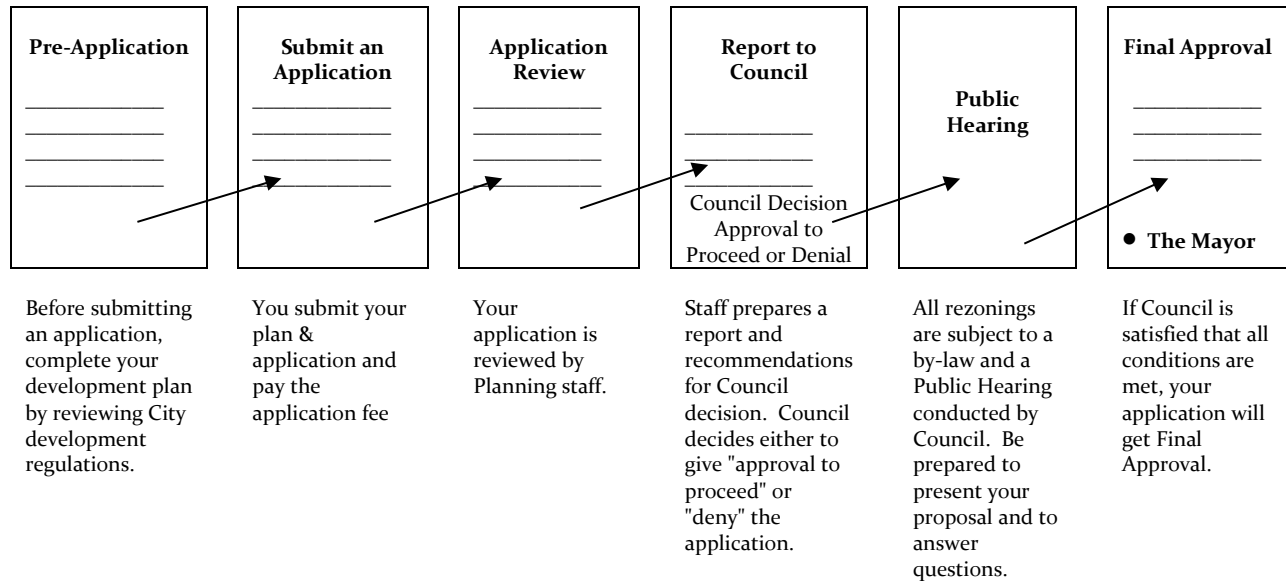 Pre-Application
Submit an
Application
Application
Review
Report to
Council
Council Decision
Approval to
Proceed or Denial
Public
Hearing
Final Approval
• The Mayor
Before submitting
an application,
complete your
development plan
by reviewing City
development
regulations.
You submit your
plan &
application and
pay the
application fee
Your
application is
reviewed by
Planning staff.
Staff prepares a
report and
recommendations
for Council
decision.  Council
decides either to
give "approval to
proceed" or
"deny" the
application.
All rezonings
are subject to a
by-law and a
Public Hearing
conducted by
Council.  Be
prepared to
present your
proposal and to
answer
questions.
If Council is
satisfied that all
conditions are
met, your
application will
get Final
Approval.